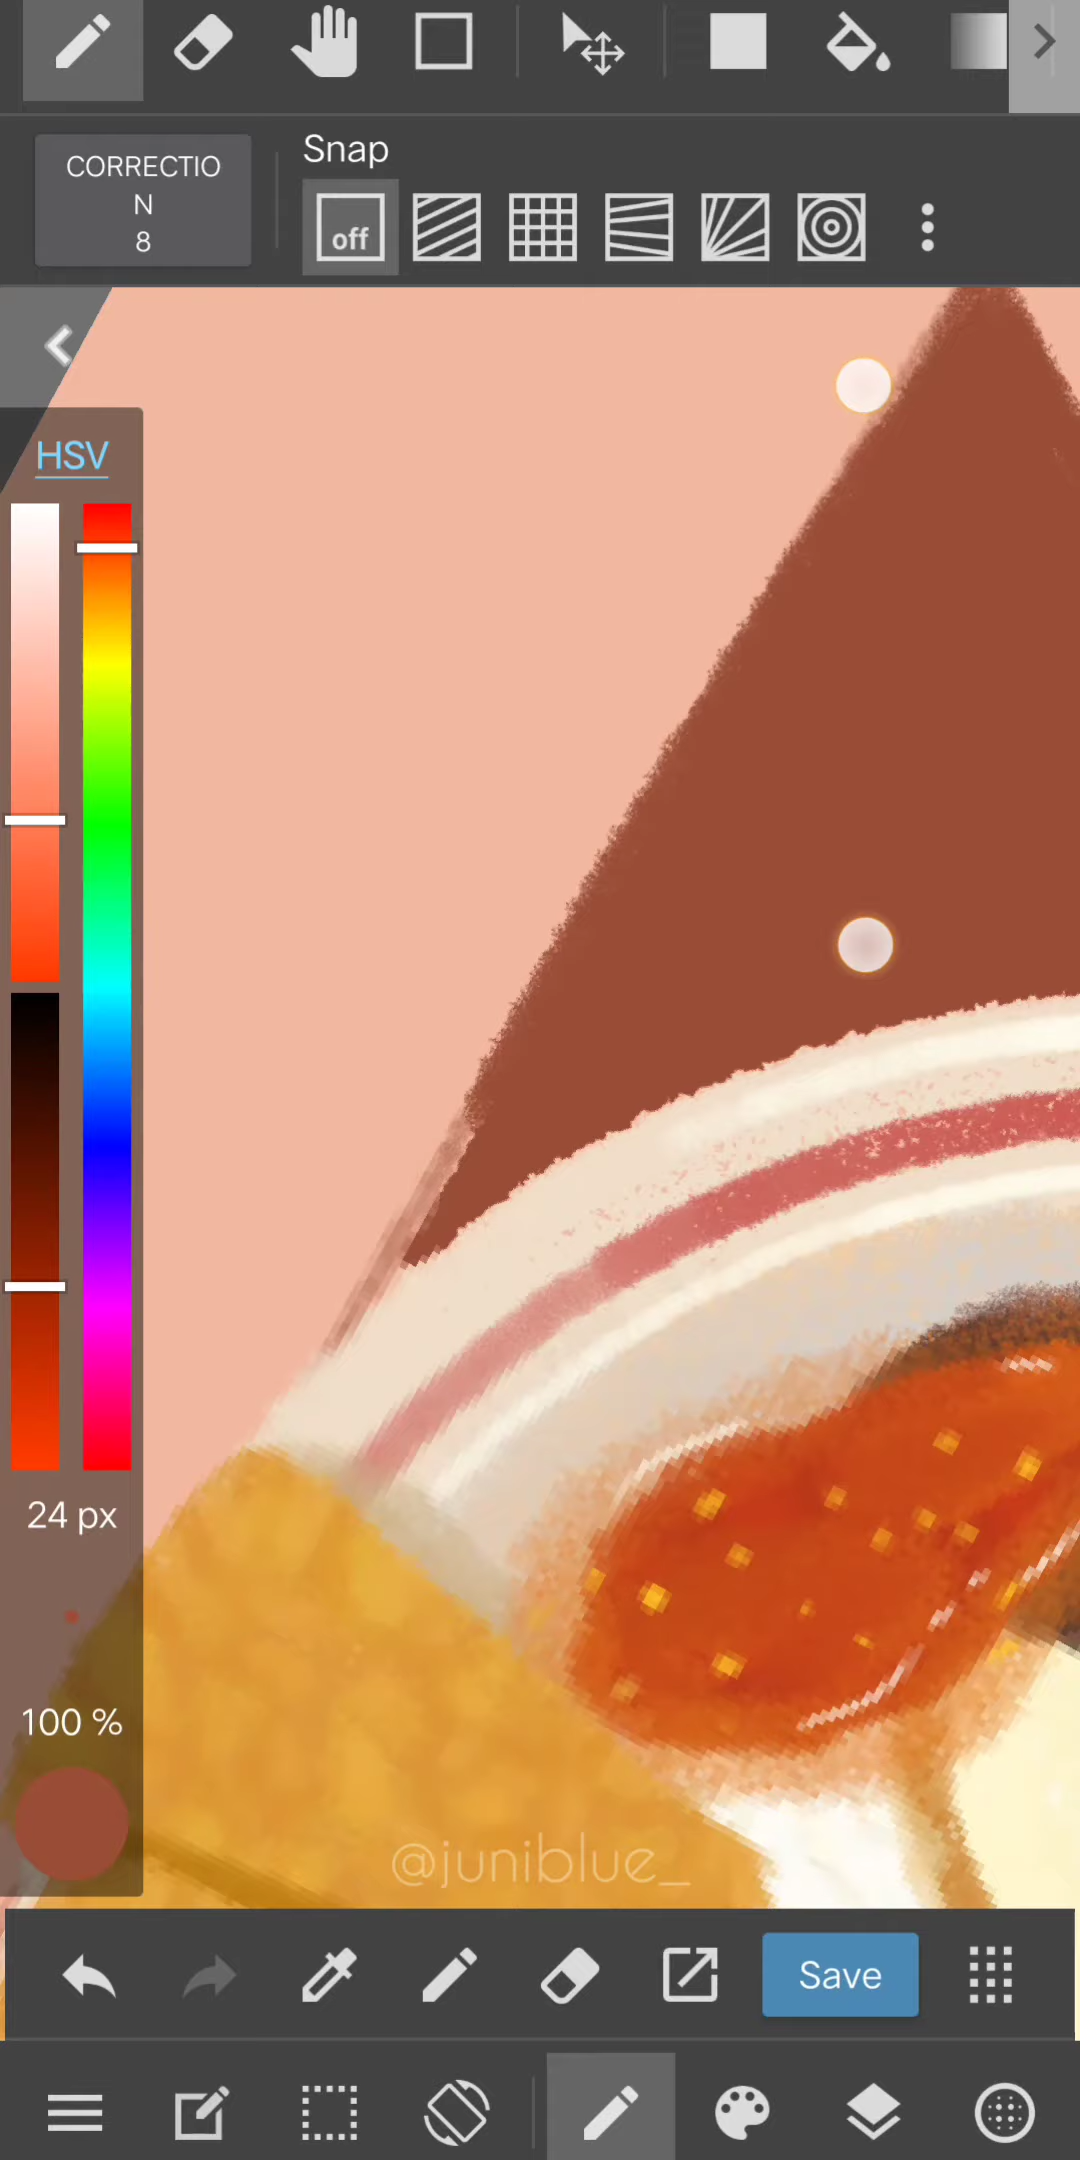 CORRECTIO
N
8
Snap
off
HSV
24 px
100 %
@juniblue_
Save